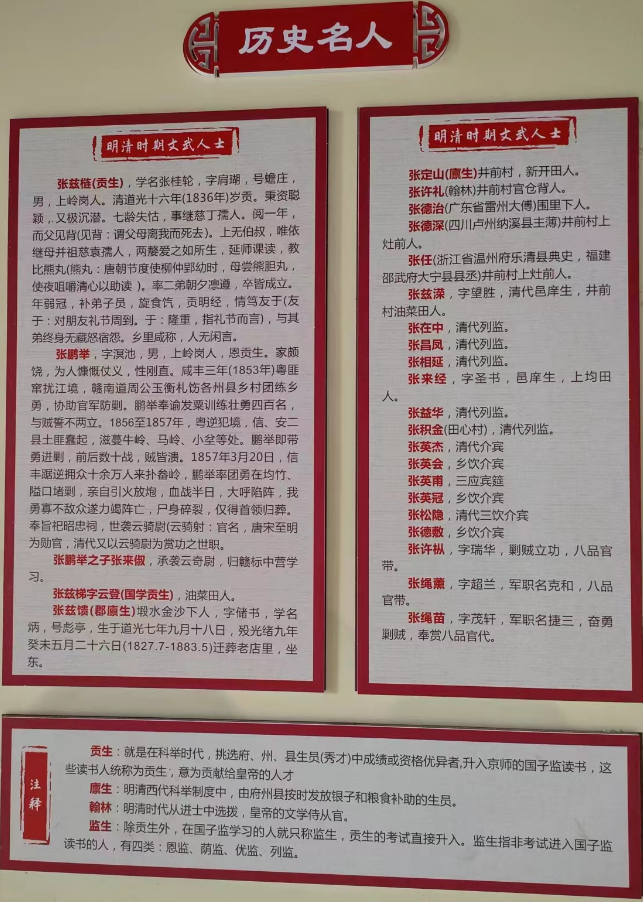 历史名人
明清时期文武人士
张兹梿(贡生)，学名张桂轮，字肩瑚，号蟾庄，
男，上岭岗人。清道光十六年(1836年)岁贡。秉资聪
颖，又极沉潜。七龄失怙，事继慈丁孺人。阅一年，
而父见背(见背：谓父母离我而死去)。上无伯叔，唯依
继母并祖慈袁孺人，两嫠爱之如所生，延师课读，教
比熊丸(熊丸：唐朝节度使柳仲郢幼时，母尝熊胆丸，
使夜咀嚼清心以助读 )。率二弟朝夕凛遵，卒皆成立。
年弱冠，补弟子员，旋食饩，贡明经，情笃友于(友
于：对朋友礼节周到。于：隆重，指礼节而言)，与其
弟终身无藏怒宿怨。乡里咸称，人无闲言。
张鹏举，字溟池，男，上岭岗人，恩贡生。家颇
饶，为人慷慨仗义，性刚直。咸丰三年(1853年)粤匪
窜扰江境，赣南道周公玉衡札饬各州县乡村团练乡
勇，协助官军防剿。鹏举奉谕发粟训练壮勇四百名，
与贼誓不两立。1856至1857年，粤逆犯境，信、安二
县土匪蠢起，滋蔓牛岭、马岭、小坌等处。鹏举即带
勇进剿，前后数十战，贼皆溃。1857年3月20日，信
丰踞逆拥众十余万人来扑畚岭，鹏举率团勇在均竹、
隘口堵剿，亲自引火放炮，血战半日，大呼陷阵，我
勇寡不敌众遂力竭阵亡，尸身碎裂，仅得首领归葬。
奉旨祀昭忠祠，世袭云骑尉(云骑射：官名，唐宋至明
为勋官，清代又以云骑尉为赏功之世职。
张鹏举之子张来俶，承袭云奇尉，归赣标中营学
习。
张兹梯字云登(国学贡生)，油菜田人。
张兹馈(郡廪生)塅水金沙下人，字储书，学名
炳，号彪亭，生于道光七年九月十八日，殁光绪九年
癸未五月二十六日(1827.7-1883.5)迁葬老店里，坐
东。
明清时期文武人士
张定山(廪生)井前村，新开田人。
张许礼(翰林)井前村官仓背人。
张德治(广东省雷州大傅)围里下人。
张德深(四川卢州纳溪县主薄)井前村上
灶前人。
张任(浙江省温州府乐清县典史，福建
邵武府大宁县县丞)井前村上灶前人。
张兹濚，字望胜，清代邑庠生，井前
村油菜田人。
张在中，清代列监。
张昌凤，清代列监。
张相延，清代列监。
张来经，字圣书，邑庠生，上均田
人。
张益华，清代列监。
张积金(田心村)，清代列监。
张英杰，清代介宾
张英会，乡饮介宾
张英甫，三应宾筵
张英冠，乡饮介宾
张松隐，清代三饮介宾
张德敷，乡饮介宾
张许枞，字瑞华，剿贼立功，八品官
带。
张绳薰，字超兰，军职名克和，八品
官带。
张绳苗，字茂轩，军职名捷三，奋勇
剿贼，奉赏八品官代。
注释
贡生：就是在科举时代，挑选府、州、县生员(秀才)中成绩或资格优异者,升入京师的国子监读书，这
些读书人统称为贡生，意为贡献给皇帝的人才
廪生：明清西代科举制度中，由府州县按时发放银子和粮食补助的生员。
翰林：明清时代从进士中选拨，皇帝的文学侍从官。
监生：除贡生外，在国子监学习的人就只称监生，贡生的考试直接升入。监生指非考试进入国子监
读书的人，有四类：恩监、荫监、优监、列监。